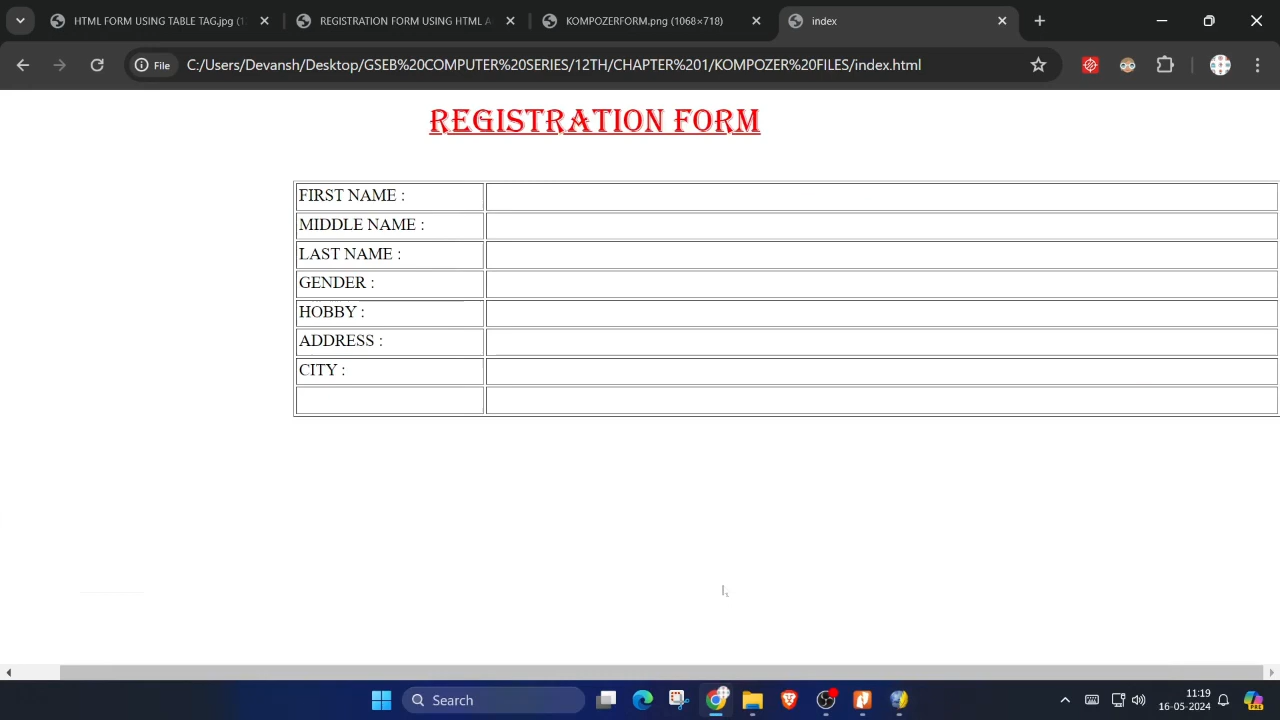 HTML FORM USING TABLE TAG.jpg (1
REGISTRATION FORM USING HTML A
KOMPOZERFORM.png (1068×718)
index
File
C:/Users/Devansh/Desktop/GSEB%20COMPUTER%20SERIES/12TH/CHAPTER%201/KOMPOZER%20FILES/index.html
REGISTRATION FORM
FIRST NAME :
MIDDLE NAME :
LAST NAME :
GENDER :
HOBBY :
ADDRESS :
CITY :
Search
11:19
16-05-2024